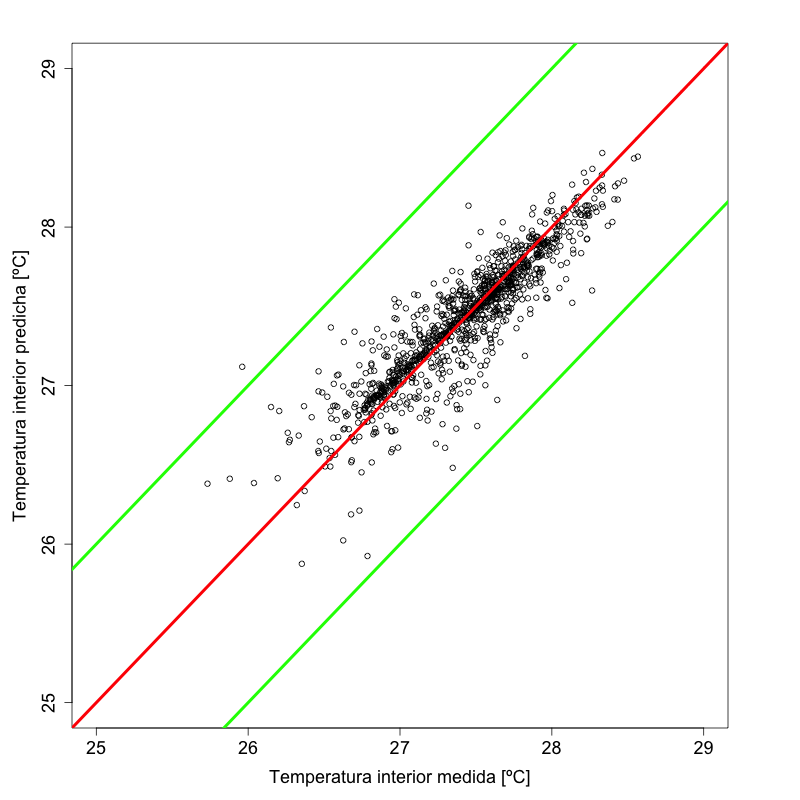 29
28
27
26
25
Temperatura interior predicha [ºC]
25 26 27 28 29
Temperatura interior medida [ºC]